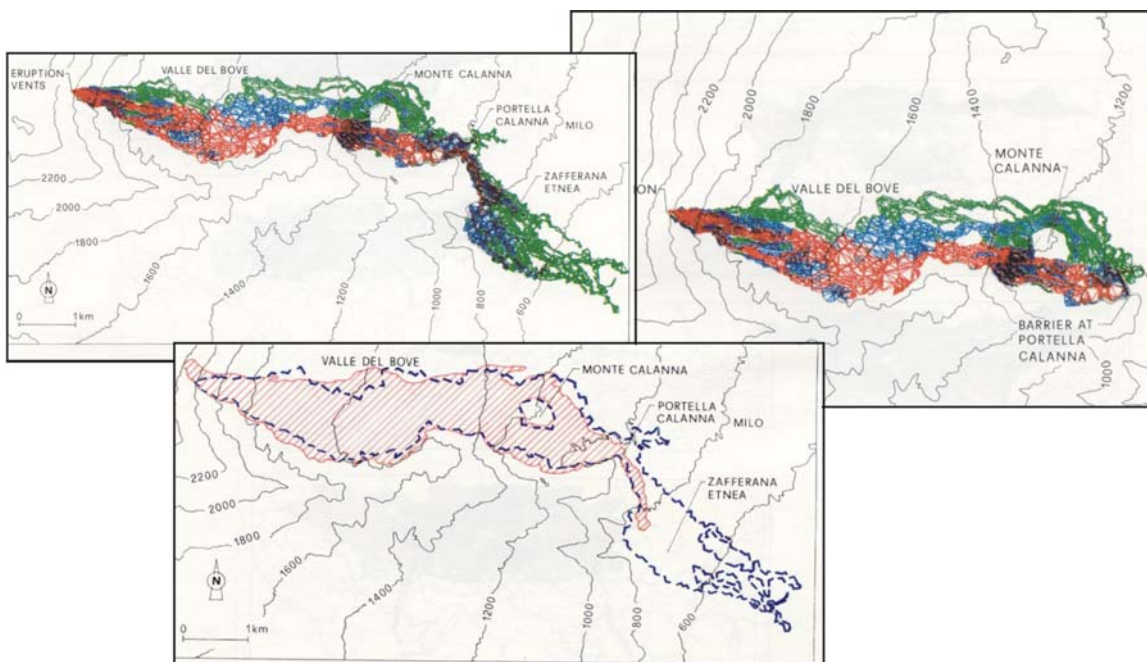 ERUPTION
VENTS
VALLE DEL BOVE
MONTE CALANNA
PORTELLA
CALANNA
MILO
ZAFFERANA
ETNEA
2200
2000
1800
1600
1400
1200
1000
800
600
N
0 1km
2200
2000
1800
1600
1400
1200
MONTE
CALANNA
ION
VALLE DEL BOVE
BARRIER AT
PORTELLA
CALANNA
1000
VALLE DEL BOVE
MONTE CALANNA
PORTELLA
CALANNA
MILO
ZAFFERANA
ETNEA
2200
2000
1800
1600
1400
1200
1000
800
600
N
0 1km